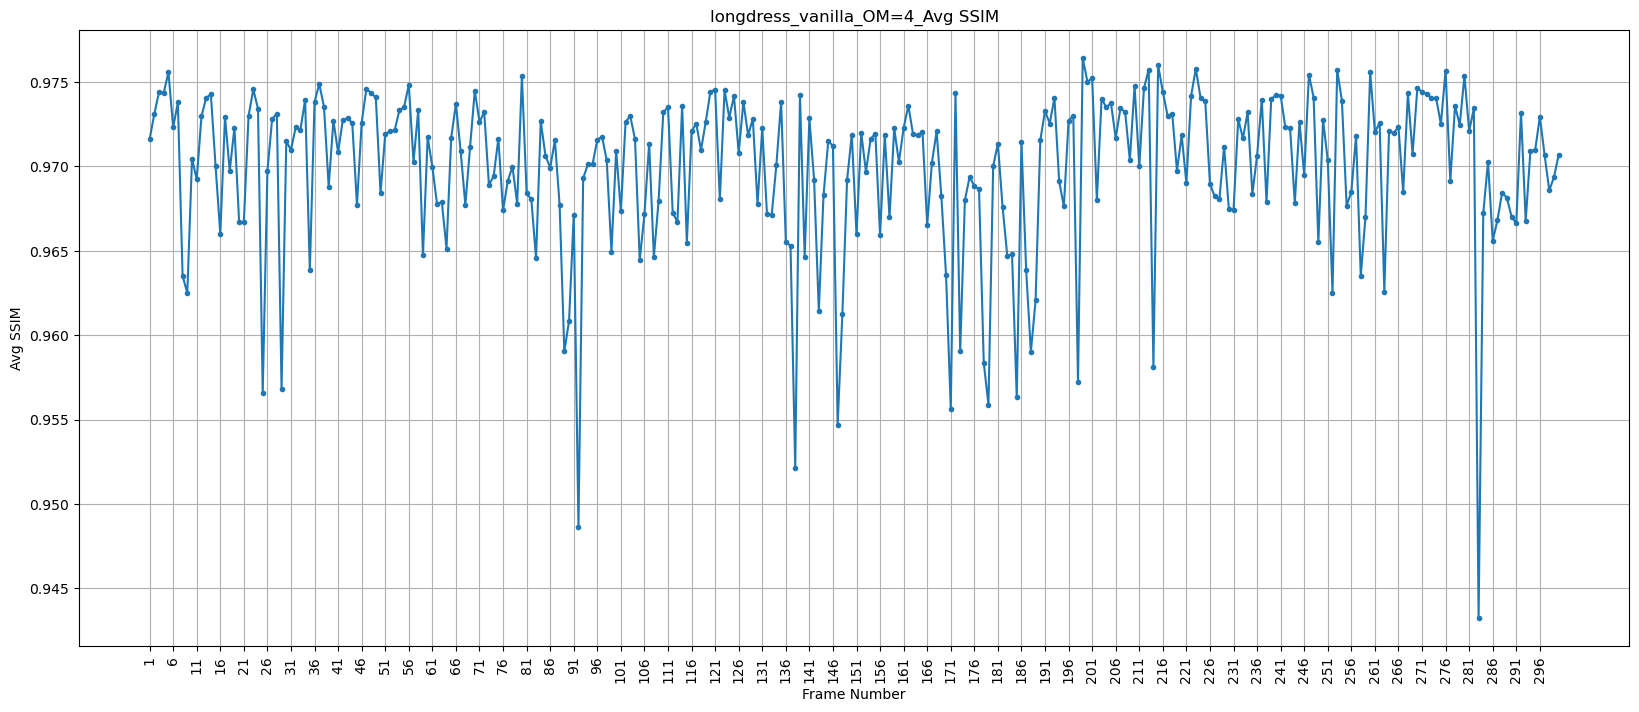 longdress_vanilla_OM=4_Avg SSIM
Avg SSIM
0.975
0.970
0.965
0.960
0.955
0.950
0.945
1 6 11 16 21 26 31 36 41 46 51 56 61 66 71 76 81 86 91 96 101 106 111 116 121 126 131 136 141 146 151 156 161 166 171 176 181 186 191 196 201 206 211 216 221 226 231 236 241 246 251 256 261 266 271 276 281 286 291 296
Frame Number